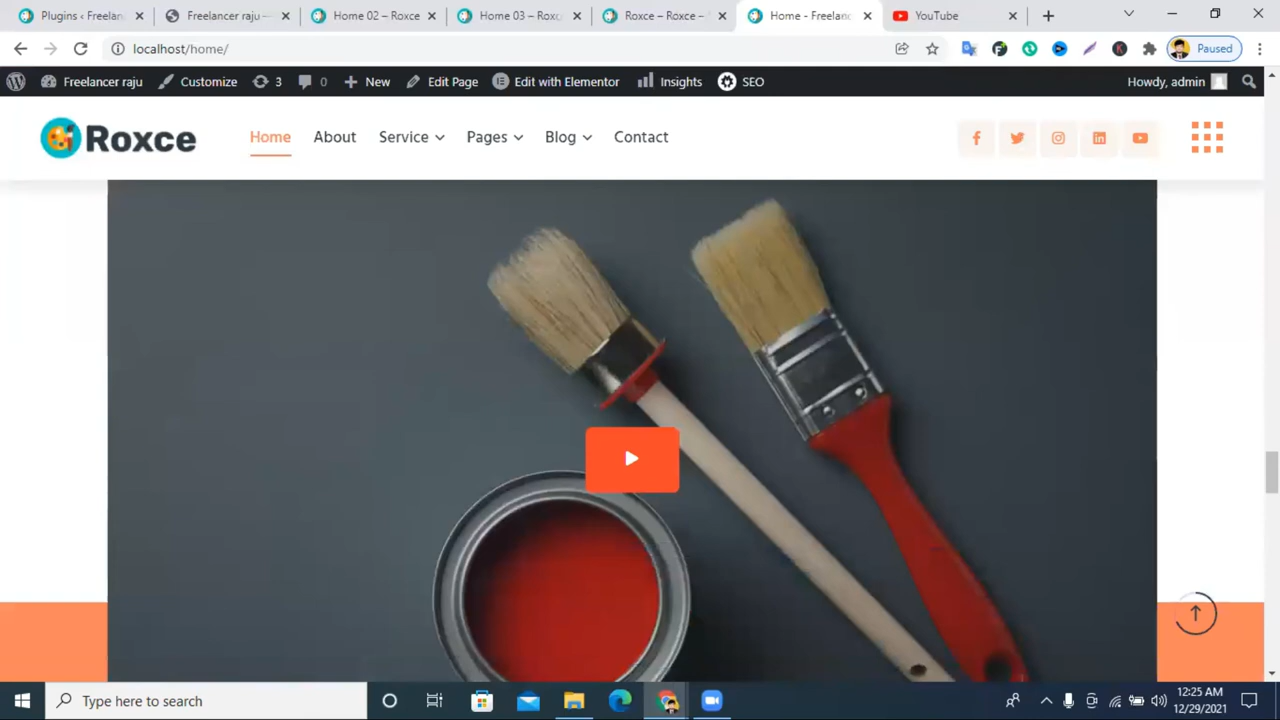 Plugins ‹ Freelan
Freelancer raju –
Home 02 – Roxce
Home 03 – Roxc
Roxce – Roxce –
Home - Freelanc
YouTube
localhost/home/
Paused
Freelancer raju
Customize
3
0
New
Edit Page
Edit with Elementor
Insights
SEO
Howdy, admin
Roxce
Home
About
Service
Pages
Blog
Contact
Type here to search
12:25 AM
12/29/2021